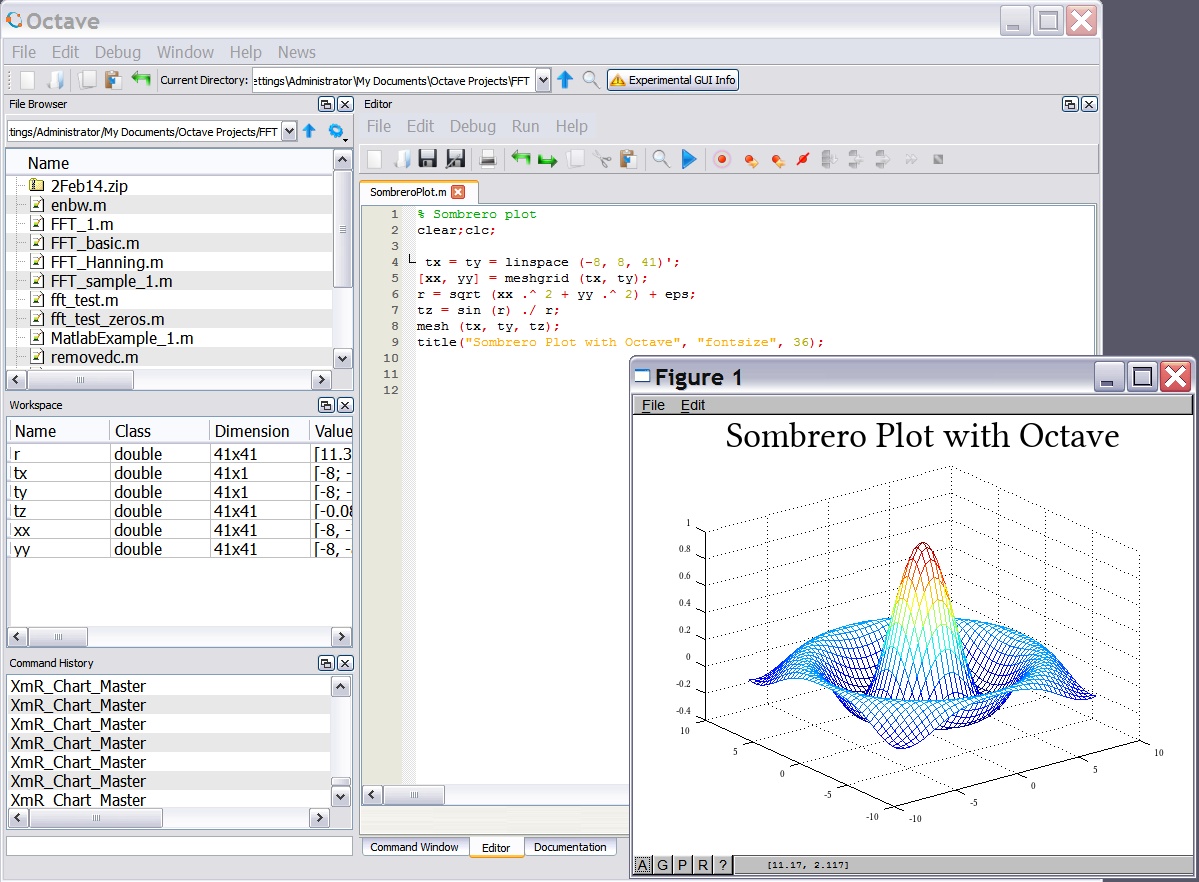 Octave
File Edit Debug Window Help News
Current Directory: ettings\Administrator\My Documents\Octave Projects\FFT Experimental GUI Info
File Browser
tings/Administrator/My Documents/Octave Projects/FFT
Name
2Feb14.zip
enbw.m
FFT_1.m
FFT_basic.m
FFT_Hanning.m
FFT_sample_1.m
fft_test.m
fft_test_zeros.m
MatlabExample_1.m
removedc.m
Workspace
Name Class Dimension Value
r double 41x41 [11.3
tx double 41x1 [-8; -
ty double 41x1 [-8; -
tz double 41x41 [-0.08
xx double 41x41 [-8, -
yy double 41x41 [-8, -
Command History
XmR_Chart_Master
XmR_Chart_Master
XmR_Chart_Master
XmR_Chart_Master
XmR_Chart_Master
XmR_Chart_Master
XmR_Chart_Master
Editor
File Edit Debug Run Help
SombreroPlot.m
1 % Sombrero plot
2 clear;clc;
3
4 tx = ty = linspace (-8, 8, 41)';
5 [xx, yy] = meshgrid (tx, ty);
6 r = sqrt (xx .^ 2 + yy .^ 2) + eps;
7 tz = sin (r) ./ r;
8 mesh (tx, ty, tz);
9 title("Sombrero Plot with Octave", "fontsize", 36);
10
11
12
Command Window Editor Documentation
Figure 1
File Edit
Sombrero Plot with Octave
1
0.8
0.6
0.4
0.2
0
-0.2
-0.4
10
5
0
-5
-10
-10
-5
0
5
10
A G P R ? [11.17, 2.117]